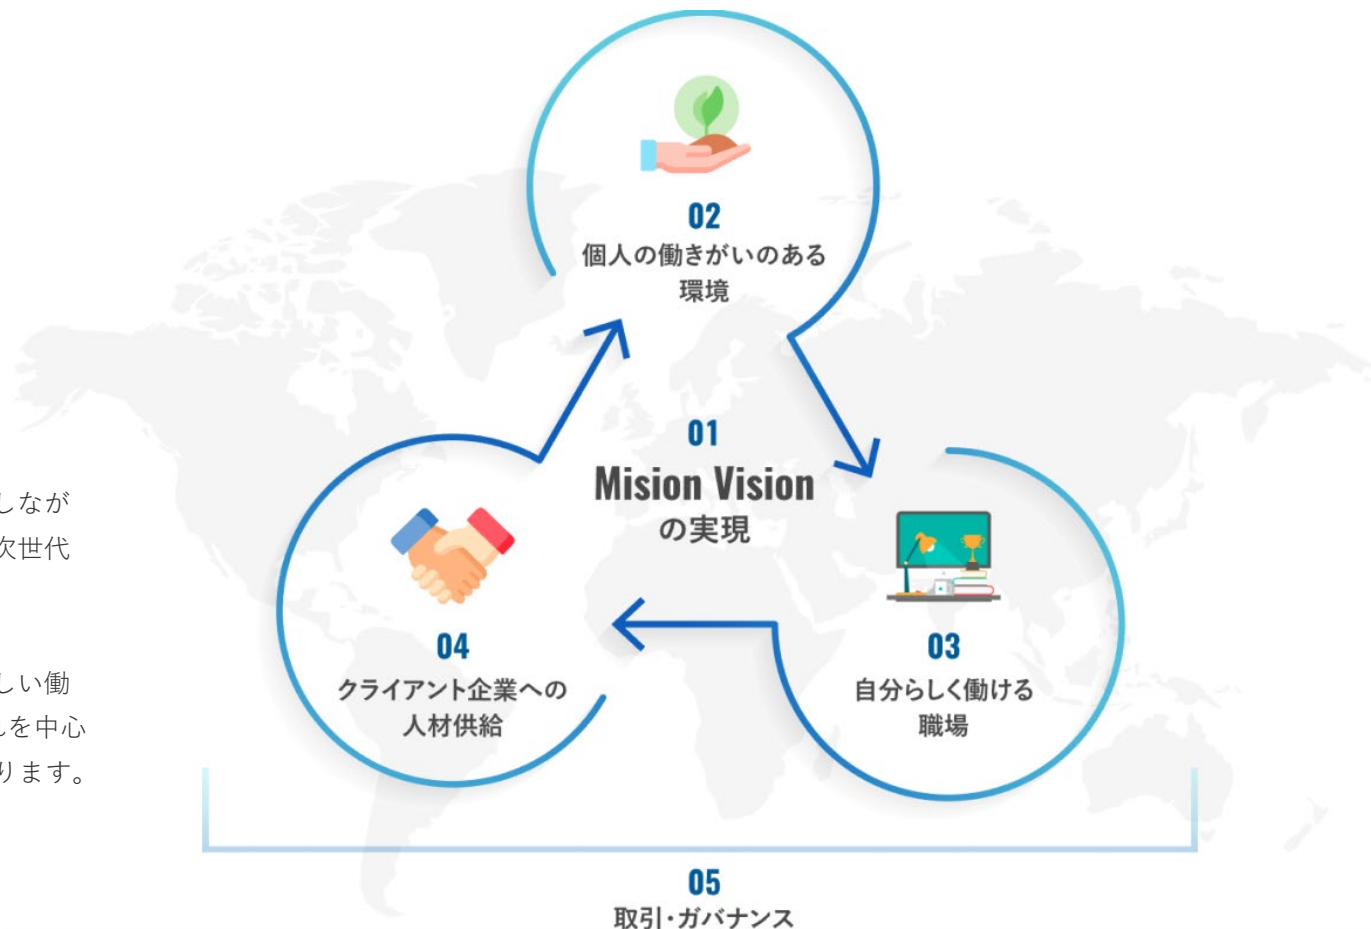 しなが
次世代
しい働
を中心
ります。
02
個人の働きがいのある
環境
01
Mision Vision
の実現
04
クライアント企業への
人材供給
03
自分らしく働ける
職場
05
取引・ガバナンス